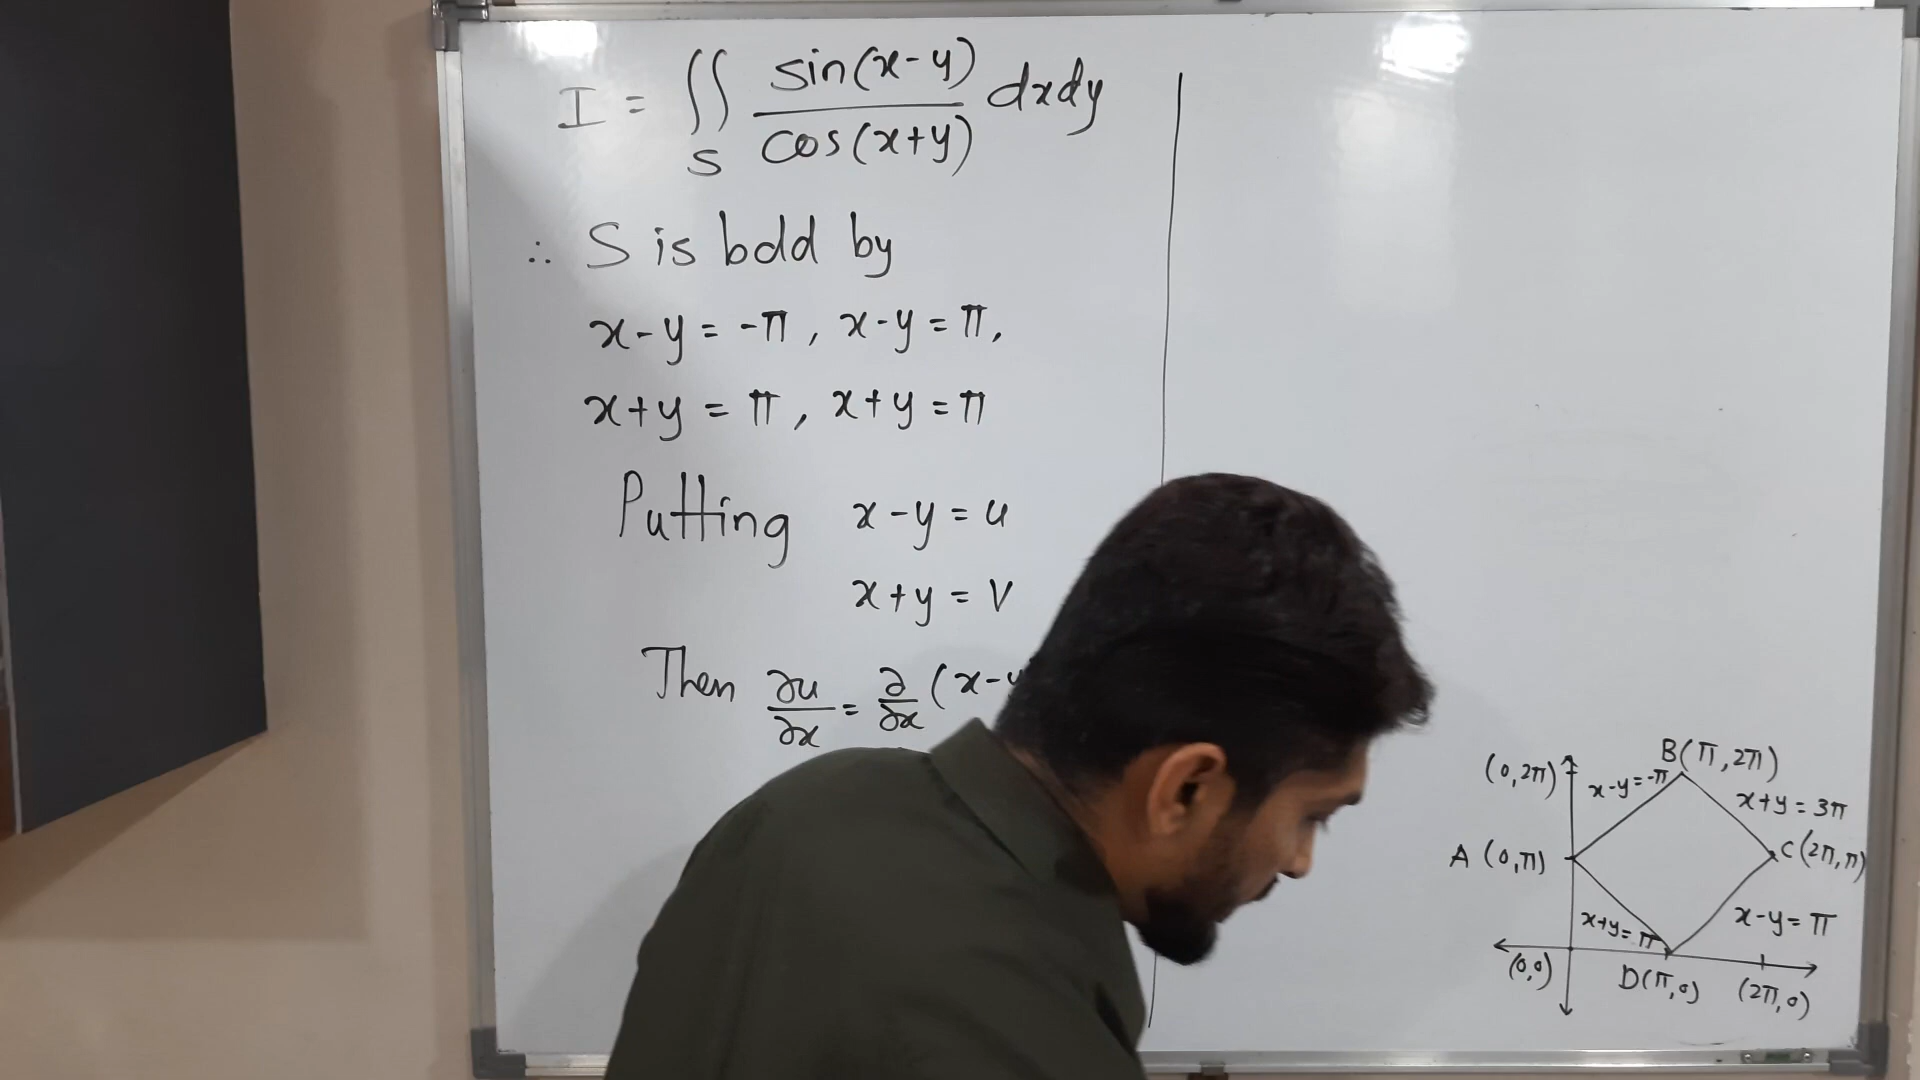 I = ∬_S sin(x-y)/cos(x+y) dxdy
∴ S is bdd by
x-y = -π, x-y = π,
x+y = π, x+y = π
Putting x-y = u
x+y = v
Then ∂u/∂x = ∂/∂x (x-y
B(π,2π)
(0,2π) x-y=-π
x+y = 3π
A (0,π)
C(2π,π)
x+y=π
x-y = π
(0,0)
D(π,0)
(2π,0)